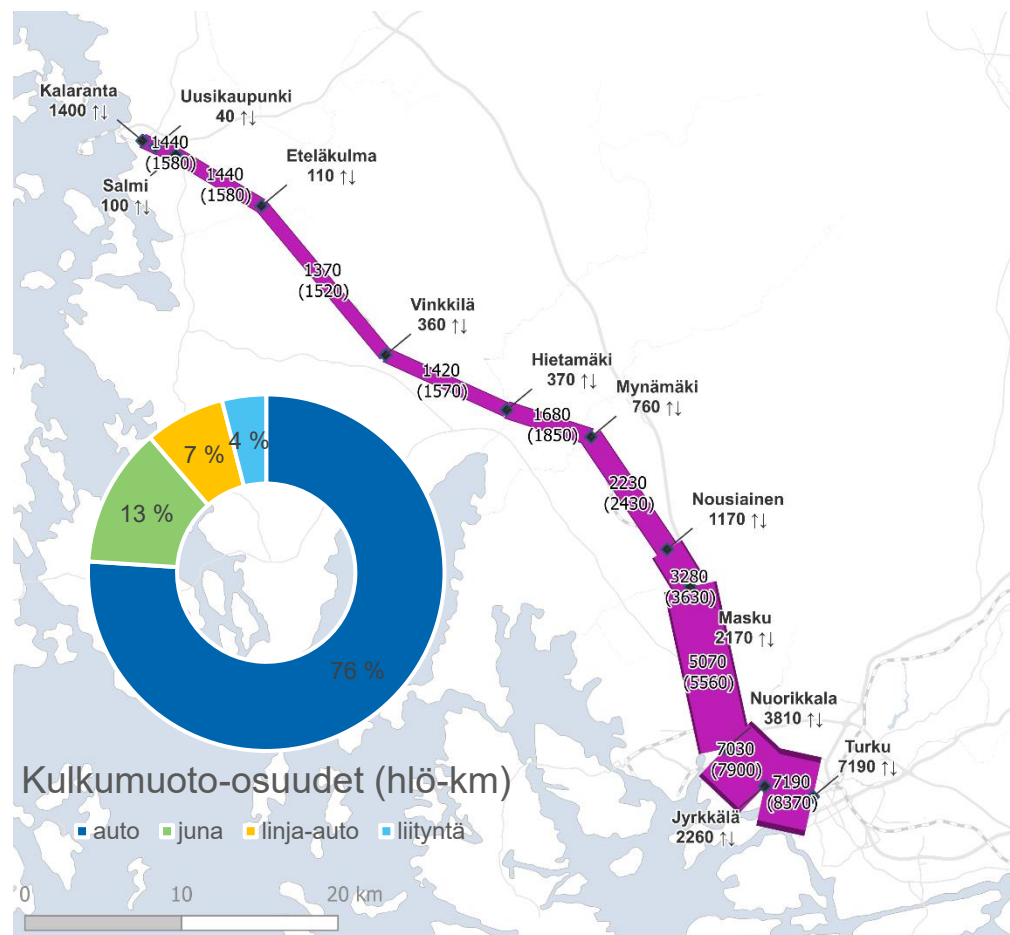 Kalaranta
1400 ↑↓
Uusikaupunki
40 ↑↓
1440
(1580)
Salmi
100 ↑↓
1440
(1580)
Eteläkulma
110 ↑↓
1370
(1520)
Vinkkilä
360 ↑↓
1420
(1570)
Hietamäki
370 ↑↓
1680
(1850)
Mynämäki
760 ↑↓
2230
(2430)
Nousiainen
1170 ↑↓
3280
(3630)
Masku
2170 ↑↓
5070
(5560)
Nuorikkala
3810 ↑↓
7030
(7900)
Turku
7190 ↑↓
7190
(8370)
Jyrkkälä
2260 ↑↓
4 %
7 %
13 %
76 %
Kulkumuoto-osuudet (hlö-km)
auto juna linja-auto liityntä
0 10 20 km